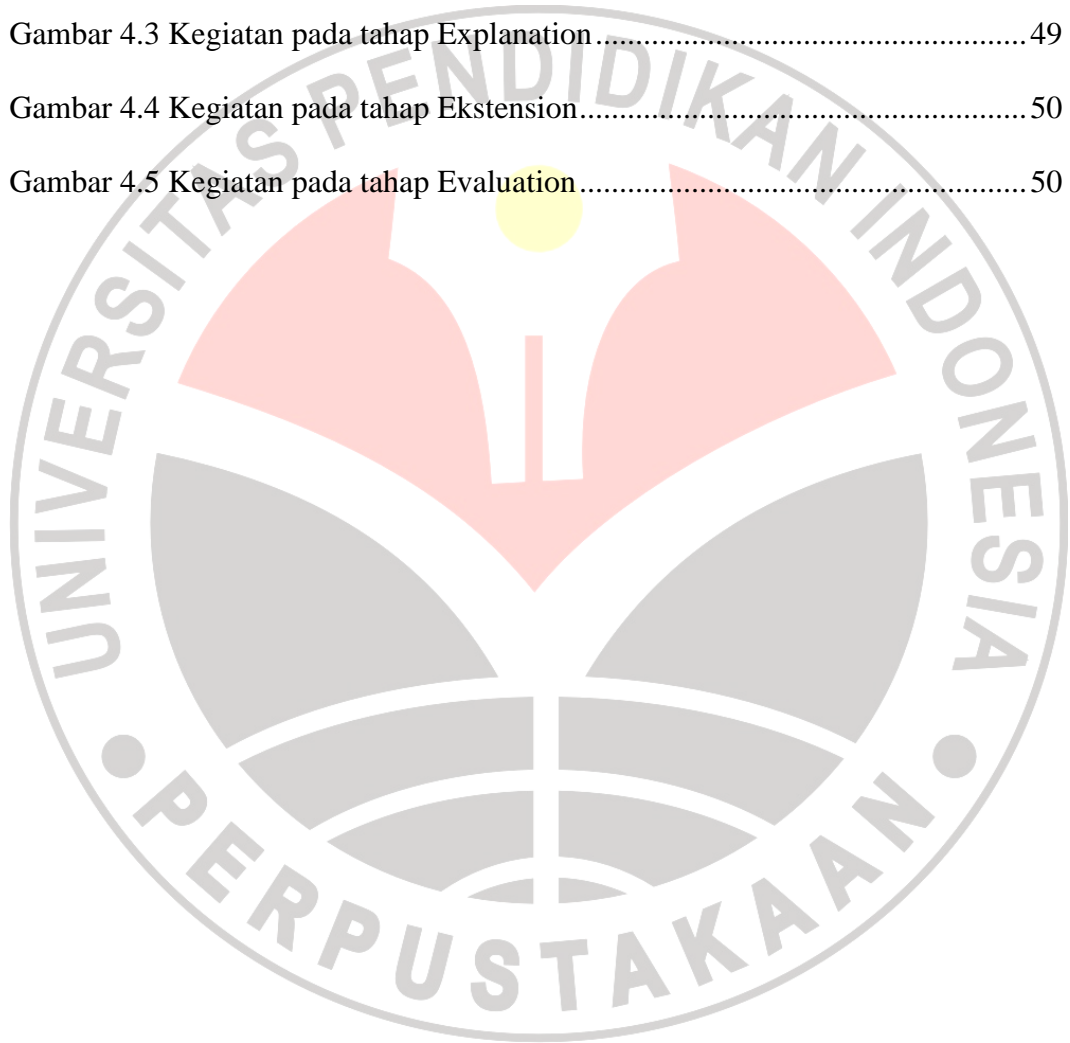 Gambar 4.3 Kegiatan pada tahap Explanation ...................................................... 49
Gambar 4.4 Kegiatan pada tahap Ekstension........................................................ 50
Gambar 4.5 Kegiatan pada tahap Evaluation ........................................................ 50
UNIVERSITAS PENDIDIKAN INDONESIA
PERPUSTAKAAN